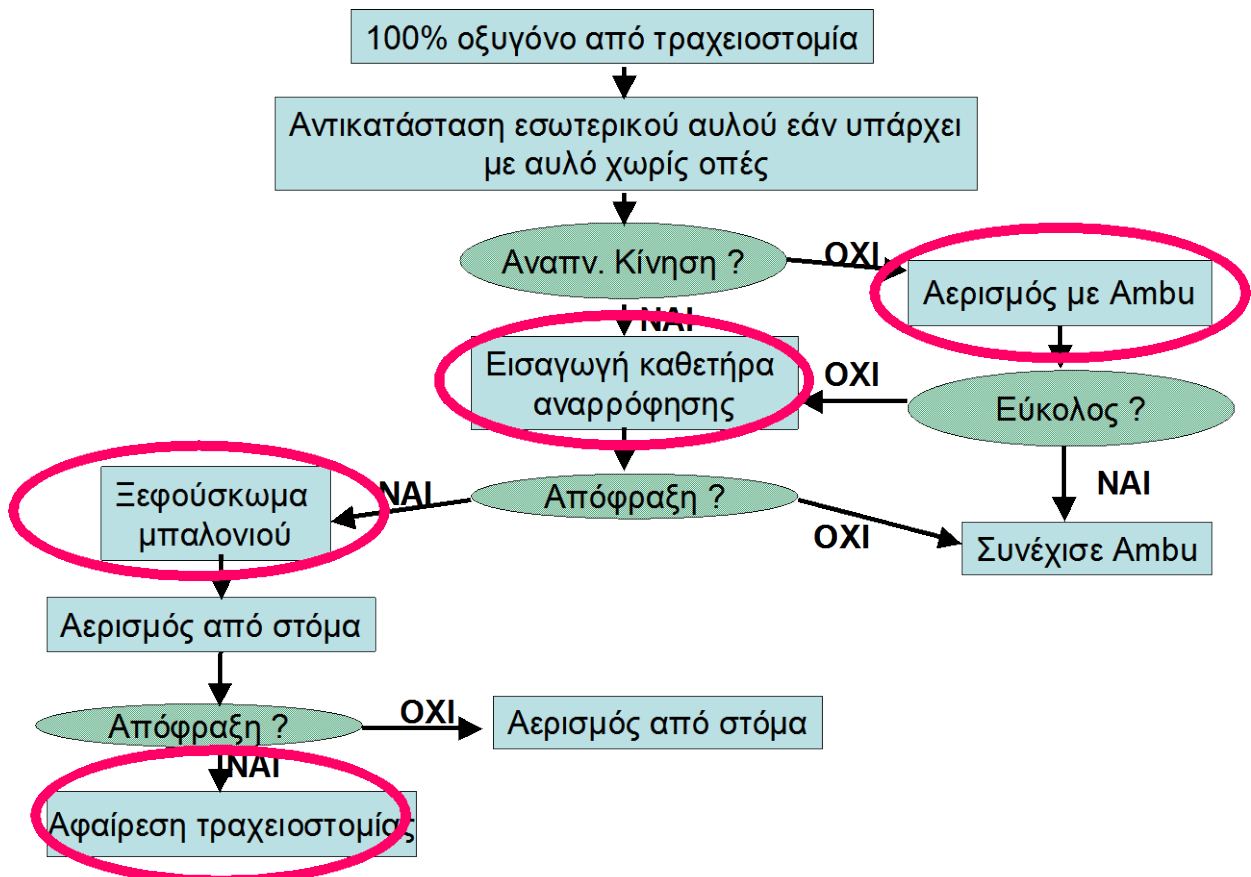 100% οξυγόνο από τραχειοστομία
Αντικατάσταση εσωτερικού αυλού εάν υπάρχει
με αυλό χωρίς οπές
Αναπν. Κίνηση ?
ΟΧΙ
Αερισμός με Ambu
ΝΑΙ
Εισαγωγή καθετήρα
αναρρόφησης
ΟΧΙ
Εύκολος ?
ΝΑΙ
Ξεφούσκωμα
μπαλονιού
ΝΑΙ
Απόφραξη ?
ΟΧΙ
Συνέχισε Ambu
Αερισμός από στόμα
Απόφραξη ?
ΟΧΙ
Αερισμός από στόμα
ΝΑΙ
Αφαίρεση τραχειοστομίας